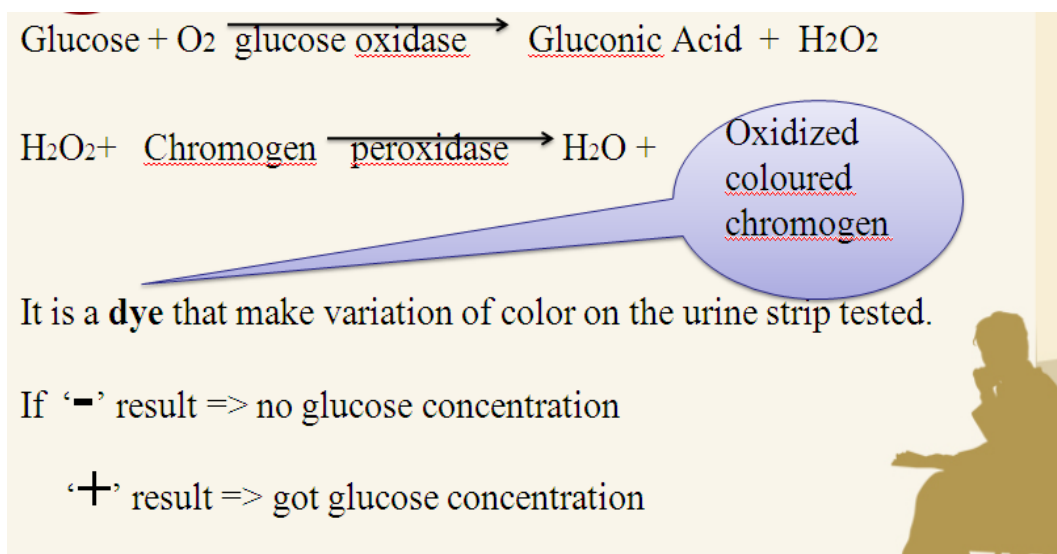 Glucose + O2 glucose oxidase Gluconic Acid + H2O2
H2O2+ Chromogen peroxidase H2O +
Oxidized
coloured
chromogen
It is a dye that make variation of color on the urine strip tested.
If ‘-’ result => no glucose concentration
‘+’ result => got glucose concentration